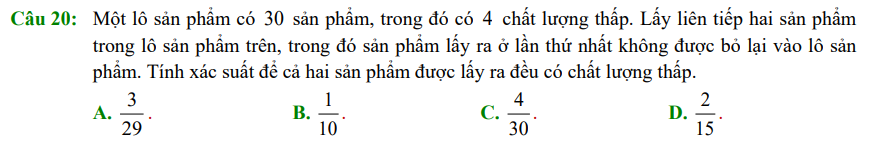 Câu 20: Một lô sản phẩm có 30 sản phẩm, trong đó có 4 chất lượng thấp. Lấy liên tiếp hai sản phẩm
trong lô sản phẩm trên, trong đó sản phẩm lấy ra ở lần thứ nhất không được bỏ lại vào lô sản
phẩm. Tính xác suất để cả hai sản phẩm được lấy ra đều có chất lượng thấp.
A. 3/29. B. 1/10. C. 4/30. D. 2/15.